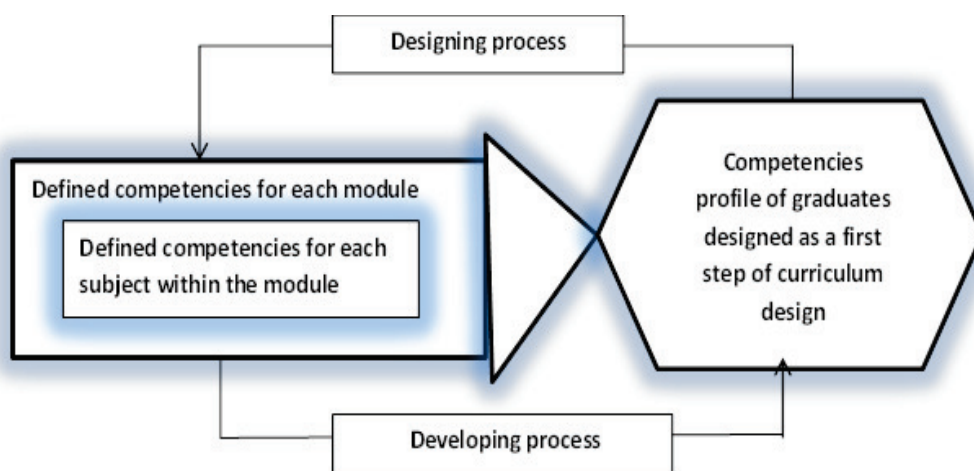 Designing process
Defined competencies for each module
Defined competencies for each
subject within the module
Competencies
profile of graduates
designed as a first
step of curriculum
design
Developing process